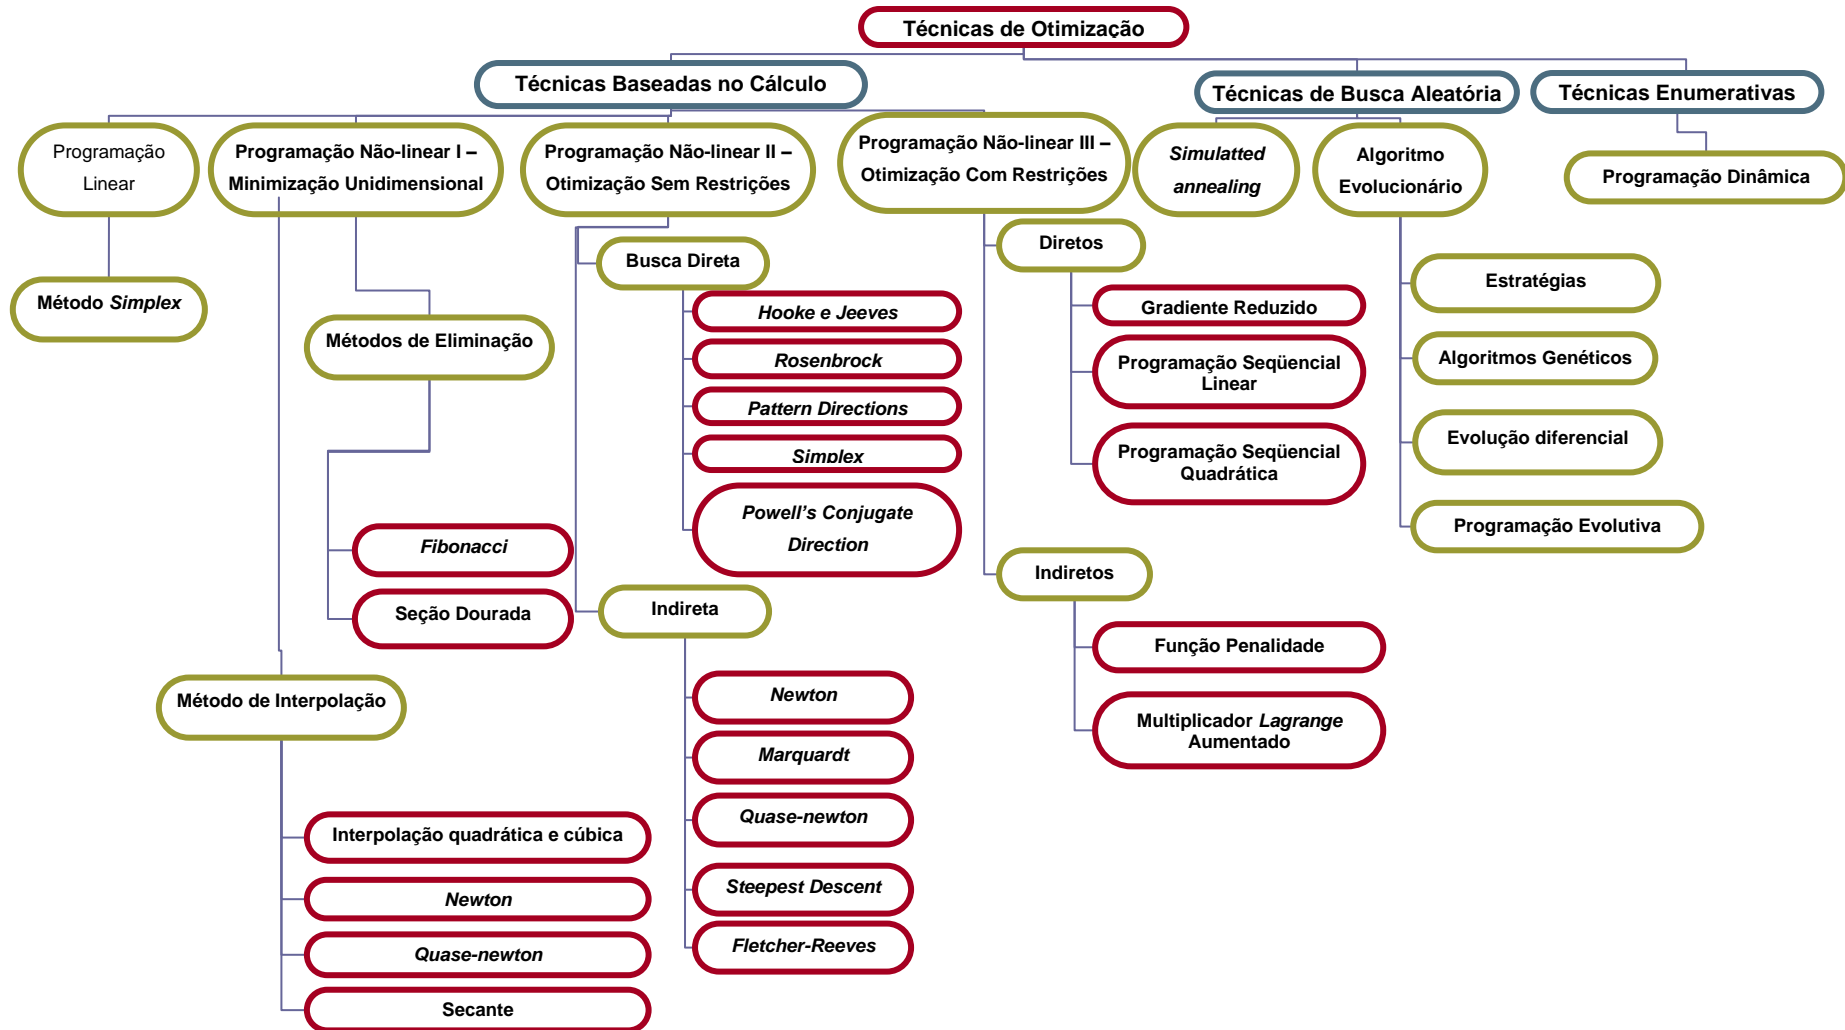 Técnicas de Otimização
Técnicas Baseadas no Cálculo
Técnicas de Busca Aleatória
Técnicas Enumerativas
Programação
Linear
Programação Não-linear I –
Minimização Unidimensional
Programação Não-linear II –
Otimização Sem Restrições
Programação Não-linear III –
Otimização Com Restrições
Simulatted
annealing
Algoritmo
Evolucionário
Programação Dinâmica
Método Simplex
Métodos de Eliminação
Fibonacci
Seção Dourada
Método de Interpolação
Interpolação quadrática e cúbica
Newton
Quase-newton
Secante
Busca Direta
Hooke e Jeeves
Rosenbrock
Pattern Directions
Simplex
Powell's Conjugate
Direction
Indireta
Newton
Marquardt
Quase-newton
Steepest Descent
Fletcher-Reeves
Diretos
Gradiente Reduzido
Programação Seqüencial
Linear
Programação Seqüencial
Quadrática
Indiretos
Função Penalidade
Multiplicador Lagrange
Aumentado
Estratégias
Algoritmos Genéticos
Evolução diferencial
Programação Evolutiva